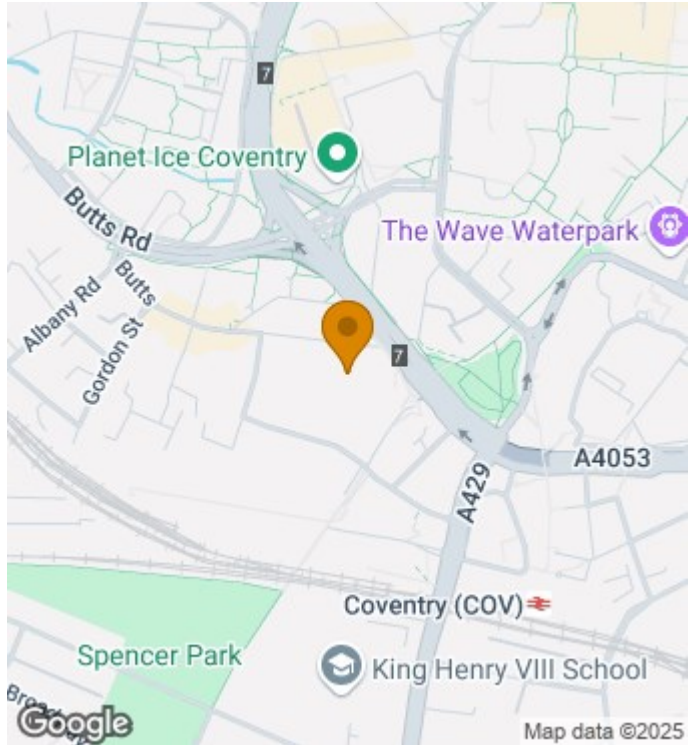 7
Planet Ice Coventry
Butts Rd
The Wave Waterpark
Butts
Albany Rd
Gordon St
7
A4053
A429
Coventry (COV)
Spencer Park
King Henry VIII School
Broadway
Google
Map data ©2025